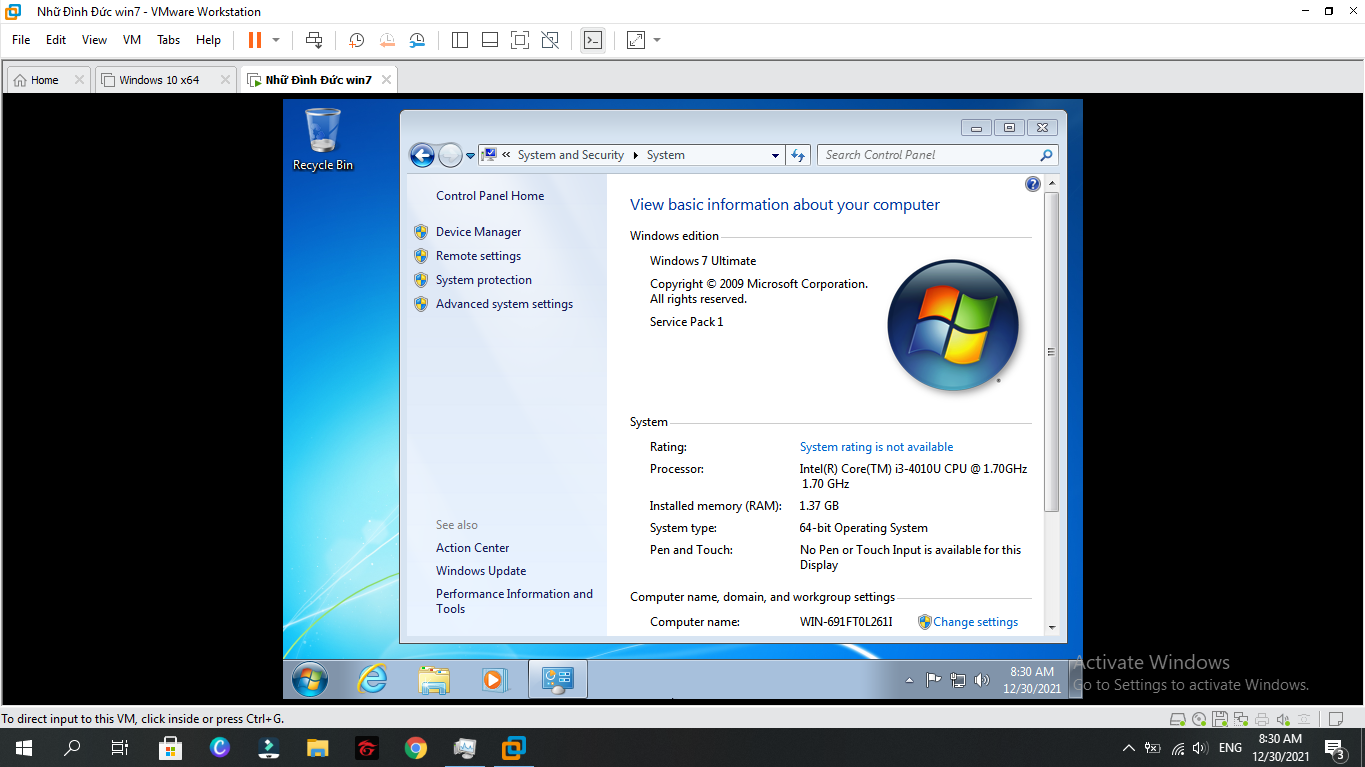 Nhữ Đình Đức win7 - VMware Workstation
File Edit View VM Tabs Help
Home Windows 10 x64 Nhữ Đình Đức win7
Recycle Bin
« System and Security System
Search Control Panel
Control Panel Home
Device Manager
Remote settings
System protection
Advanced system settings
See also
Action Center
Windows Update
Performance Information and
Tools
View basic information about your computer
Windows edition
Windows 7 Ultimate
Copyright © 2009 Microsoft Corporation.
All rights reserved.
Service Pack 1
System
Rating: System rating is not available
Processor: Intel(R) Core(TM) i3-4010U CPU @ 1.70GHz
1.70 GHz
Installed memory (RAM): 1.37 GB
System type: 64-bit Operating System
Pen and Touch: No Pen or Touch Input is available for this
Display
Computer name, domain, and workgroup settings
Computer name: WIN-691FT0L261I Change settings
8:30 AM
12/30/2021
Activate Windows
Go to Settings to activate Windows.
To direct input to this VM, click inside or press Ctrl+G.
ENG
8:30 AM
12/30/2021
3